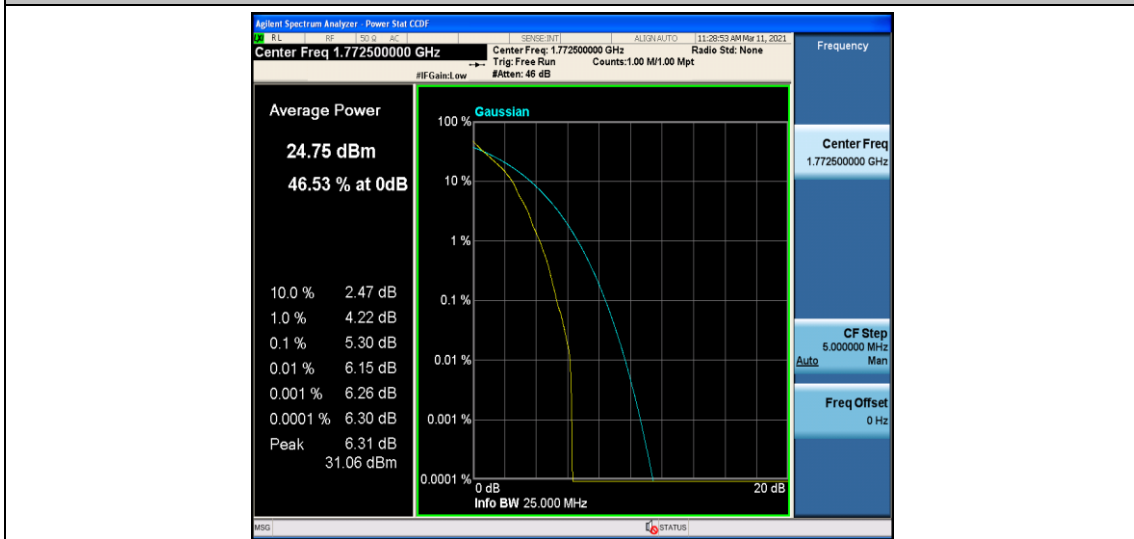 Agilent Spectrum Analyzer - Power Stat CCDF
RL RF 50 Ω AC SENSE:INT ALIGN AUTO 11:28:53 AM Mar 11, 2021
Center Freq 1.772500000 GHz
Center Freq: 1.772500000 GHz Radio Std: None
Trig: Free Run Counts:1.00 M/1.00 Mpt
#IFGain:Low #Atten: 46 dB
Frequency
Average Power
24.75 dBm
46.53 % at 0dB
10.0 % 2.47 dB
1.0 % 4.22 dB
0.1 % 5.30 dB
0.01 % 6.15 dB
0.001 % 6.26 dB
0.0001 % 6.30 dB
Peak 6.31 dB
31.06 dBm
Gaussian
100 %
10 %
1 %
0.1 %
0.01 %
0.001 %
0.0001 %
0 dB 20 dB
Info BW 25.000 MHz
Center Freq
1.772500000 GHz
CF Step
5.000000 MHz
Auto Man
Freq Offset
0 Hz
MSG STATUS